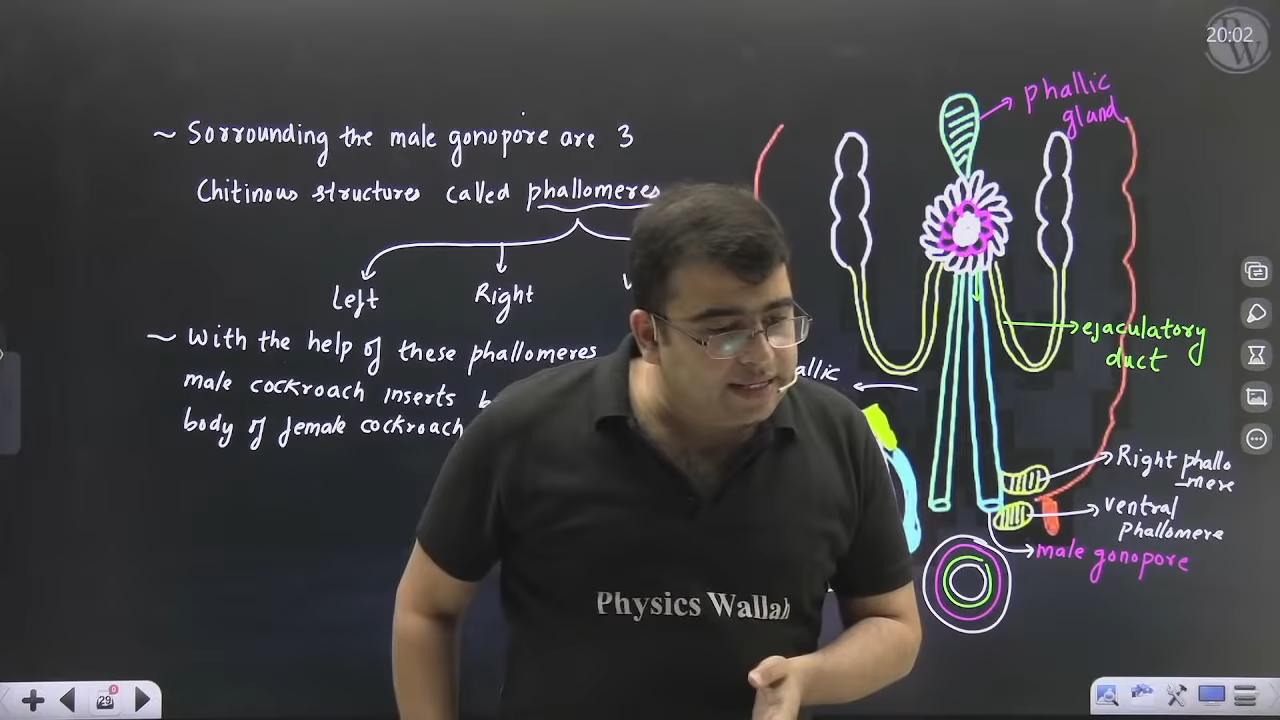 20:02
~ Sorrounding the male gonopore are 3
Chitinous structures called phallomeres
Left
Right
~ With the help of these phallomeres
male cockroach inserts
body of female cockroach
phallic
gland
ejaculatory
duct
Right phallo
mere
ventral
phallomere
male gonopore
Physics Wallah
29
0